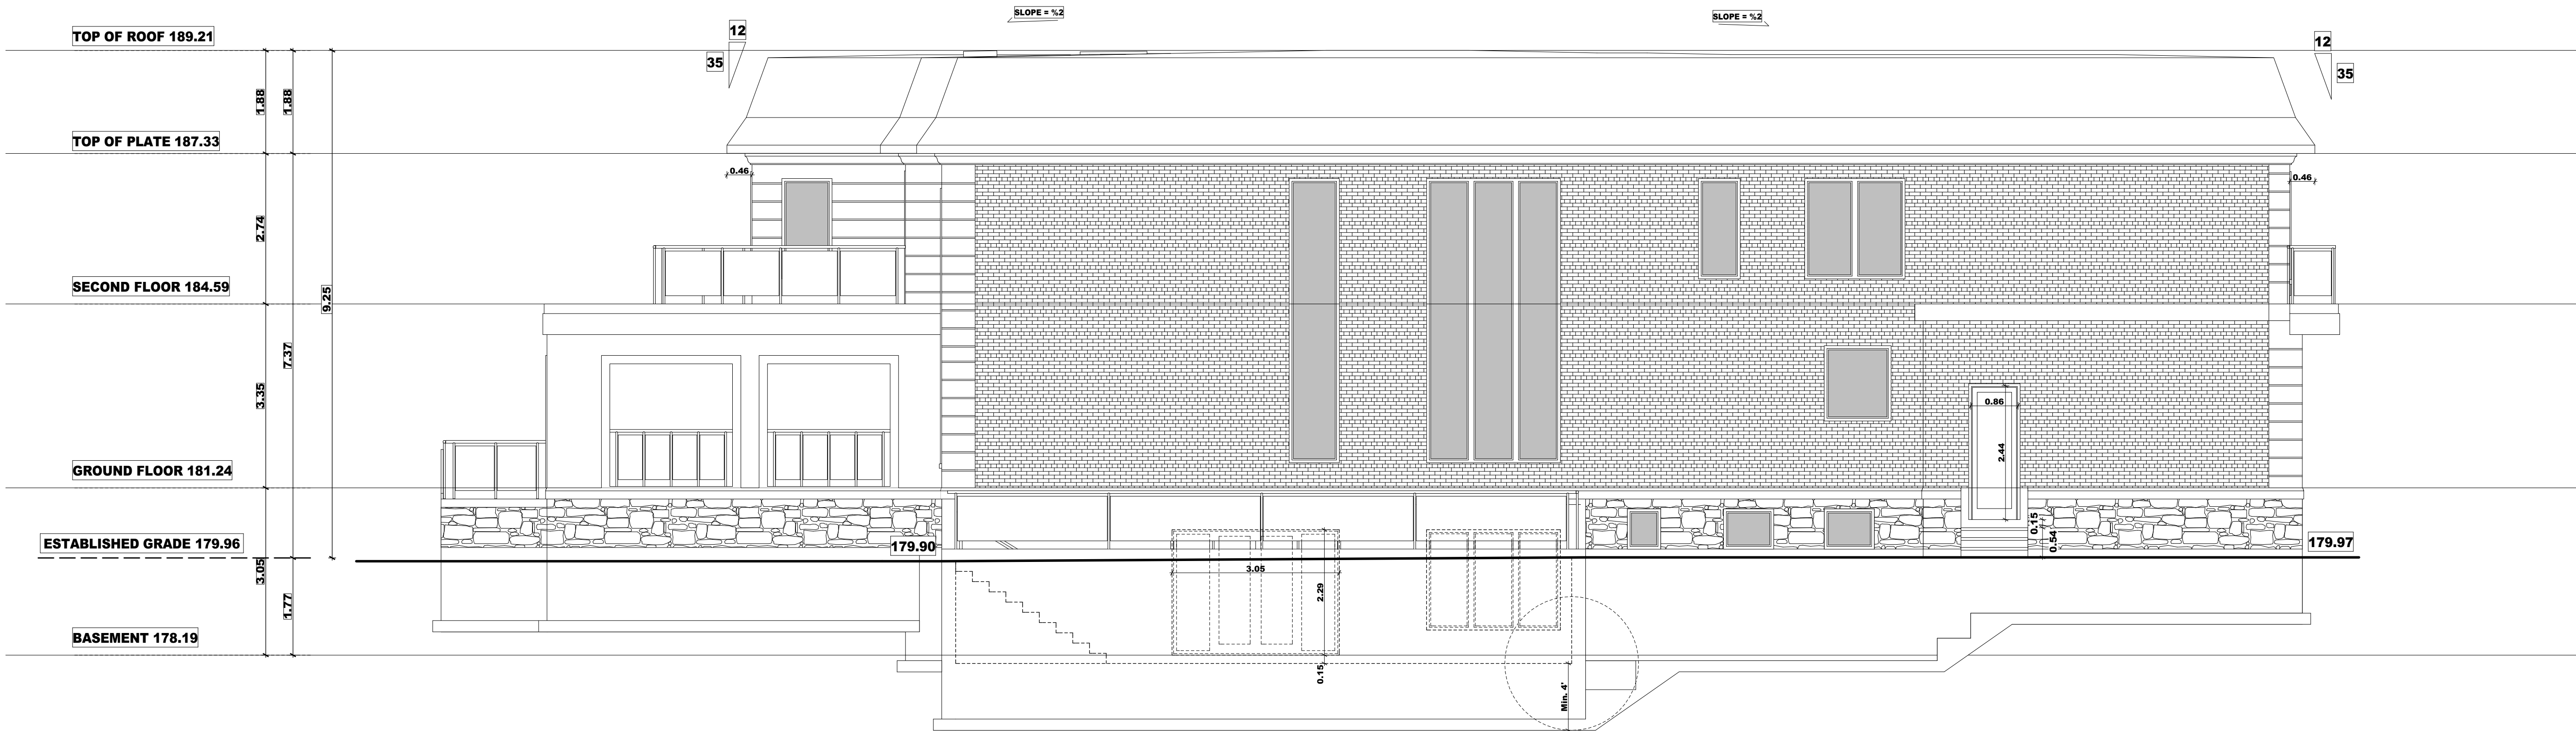 SLOPE = %2
SLOPE = %2
TOP OF ROOF 189.21
12
35
12
35
1.88
1.88
TOP OF PLATE 187.33
0.46
0.46
2.74
SECOND FLOOR 184.59
9.25
7.37
3.35
0.86
2.44
GROUND FLOOR 181.24
0.15
0.54
ESTABLISHED GRADE 179.96
179.90
179.97
3.05
3.05
2.29
1.77
BASEMENT 178.19
0.15
Min. 4'